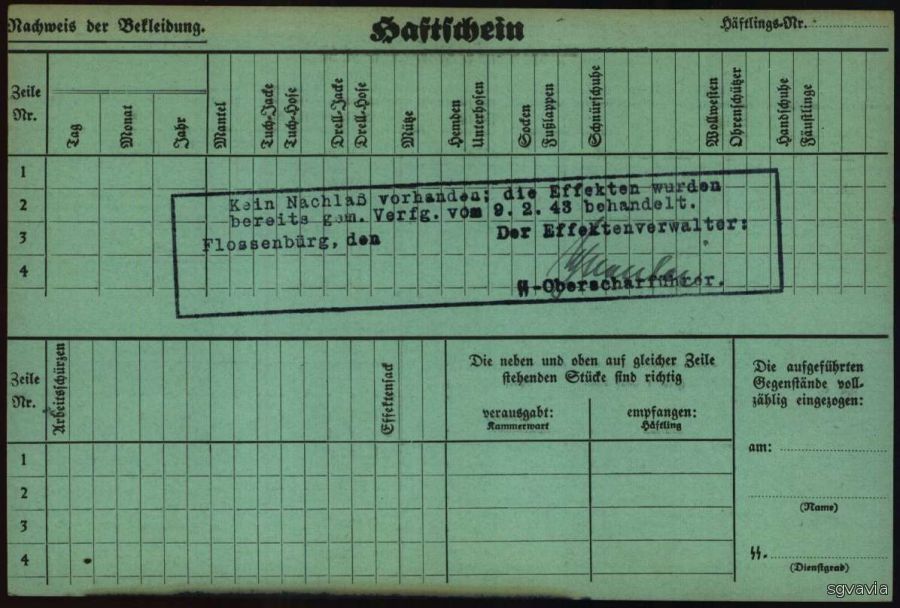 Nachweis der Bekleidung.
Haftschein
Häftlings-Nr.
Zeile Nr.
Tag
Monat
Jahr
Mantel
Tuch-Jacke
Tuch-Hose
Drell-Jacke
Drell-Hose
Mütze
Hemden
Unterhosen
Socken
Fußlappen
Schnürschuhe
Wollwesten
Ohrenschützer
Handschuhe
Fäustlinge
1
2
3
4
Kein Nachlaß vorhanden; die Effekten wurden
bereits gem. Verfg. vom 9. 2. 43 behandelt.
Flossenbürg, den
Der Effektenverwalter:
SS-Oberscharführer.
Zeile Nr.
Arbeitsschürzen
Effektensack
Die neben und oben auf gleicher Zeile
stehenden Stücke sind richtig
verausgabt:
Kammerwart
empfangen:
Häftling
Die aufgeführten
Gegenstände voll-
zählig eingezogen:
am:
(Name)
SS.
(Dienstgrad)
1
2
3
4
sgvavia